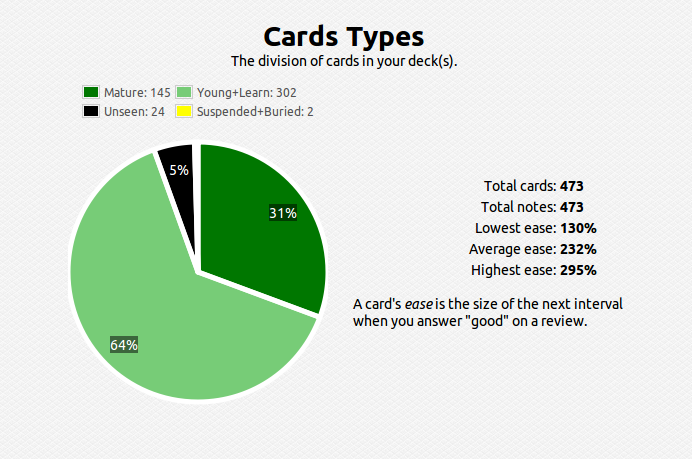 Cards Types
The division of cards in your deck(s).
Mature: 145 Young+Learn: 302
Unseen: 24 Suspended+Buried: 2
5%
31%
64%
Total cards: 473
Total notes: 473
Lowest ease: 130%
Average ease: 232%
Highest ease: 295%
A card's ease is the size of the next interval
when you answer "good" on a review.